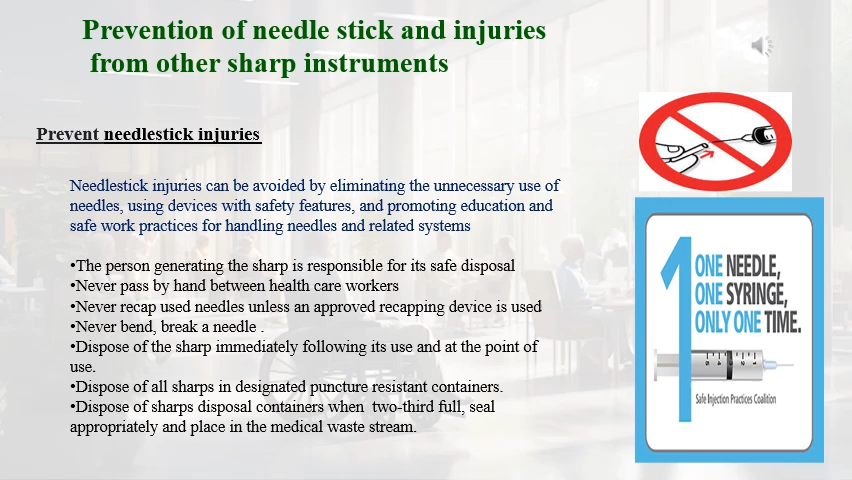 Prevention of needle stick and injuries
from other sharp instruments
Prevent needlestick injuries
Needlestick injuries can be avoided by eliminating the unnecessary use of
needles, using devices with safety features, and promoting education and
safe work practices for handling needles and related systems
•The person generating the sharp is responsible for its safe disposal
•Never pass by hand between health care workers
•Never recap used needles unless an approved recapping device is used
•Never bend, break a needle .
•Dispose of the sharp immediately following its use and at the point of
use.
•Dispose of all sharps in designated puncture resistant containers.
•Dispose of sharps disposal containers when two-third full, seal
appropriately and place in the medical waste stream.
1 ONE NEEDLE,
ONE SYRINGE,
ONLY ONE TIME.
Safe Injection Practices Coalition